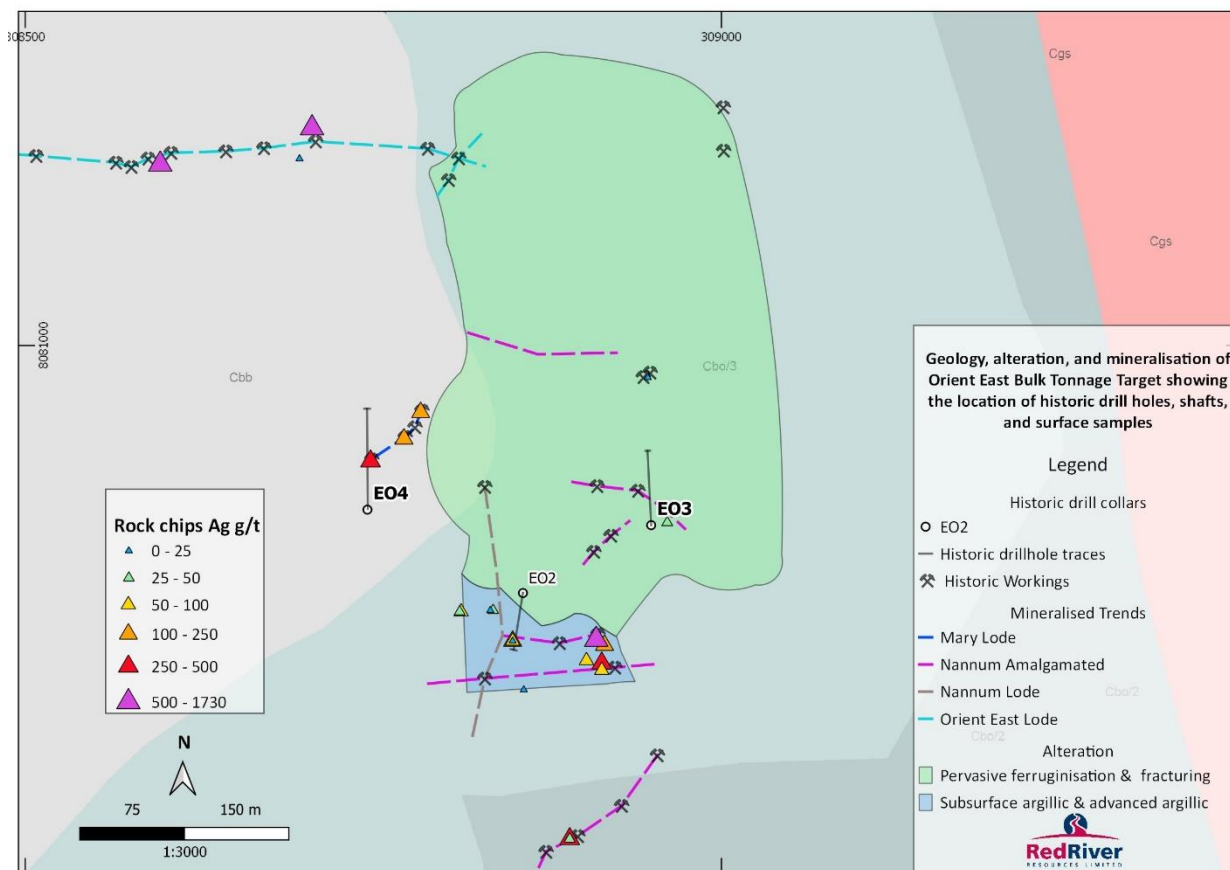 308500
309000
Cgs
Cgs
8081000
Cbb
Cbo/3
EO4
EO3
EO2
Cbo/2
Cbo/2
Rock chips Ag g/t
0 - 25
25 - 50
50 - 100
100 - 250
250 - 500
500 - 1730
N
75 150 m
1:3000
Geology, alteration, and mineralisation of
Orient East Bulk Tonnage Target showing
the location of historic drill holes, shafts,
and surface samples
Legend
Historic drill collars
EO2
Historic drillhole traces
Historic Workings
Mineralised Trends
Mary Lode
Nannum Amalgamated
Nannum Lode
Orient East Lode
Alteration
Pervasive ferruginisation & fracturing
Subsurface argillic & advanced argillic
RedRiver
RESOURCES LIMITED